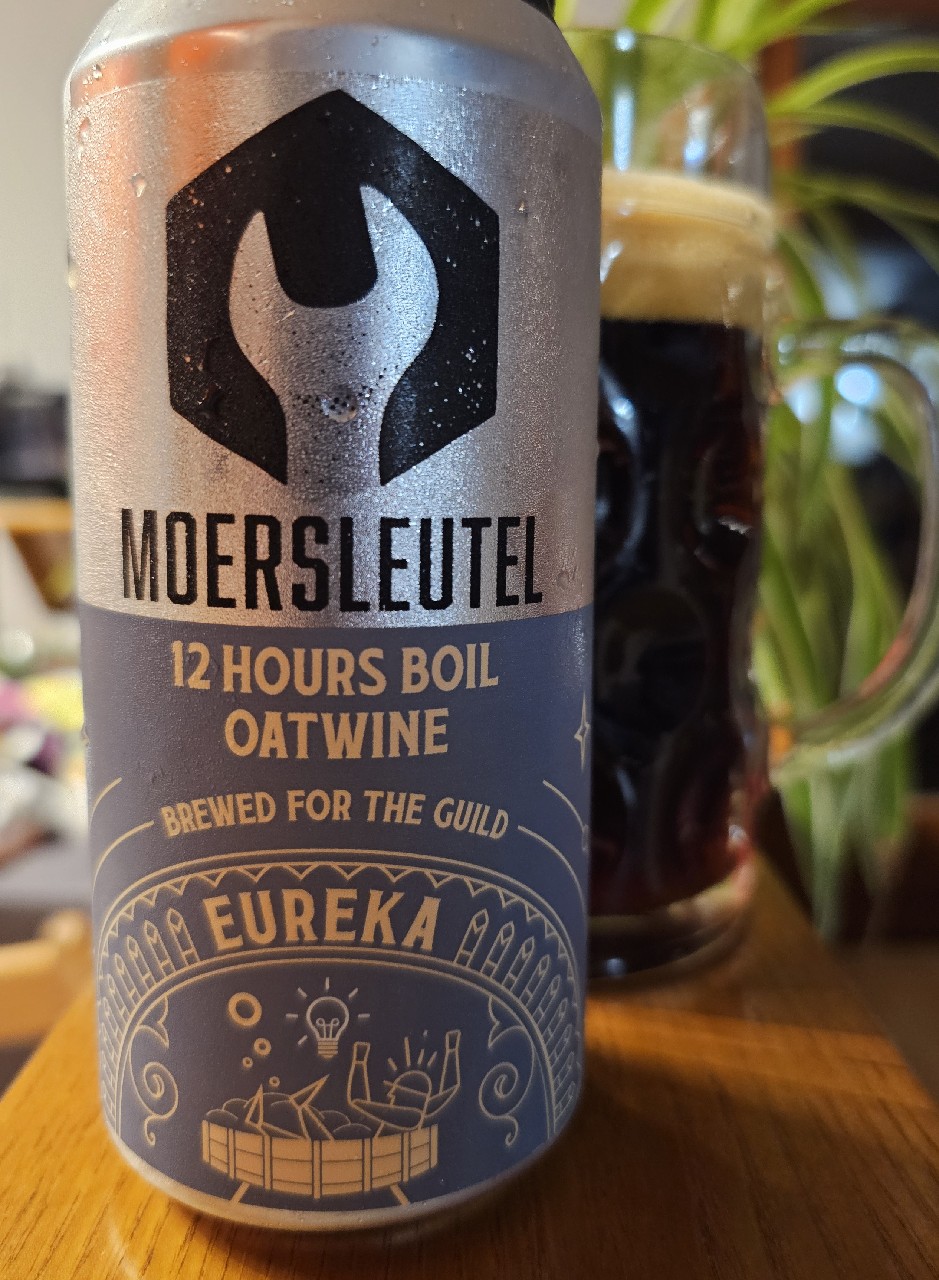 MOERSLEUTEL
12 HOURS BOIL
OATWINE
BREWED FOR THE GUILD
EUREKA